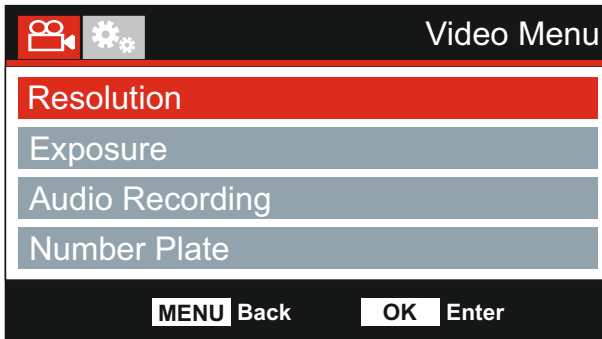 Video Menu
Resolution
Exposure
Audio Recording
Number Plate
MENU Back OK Enter